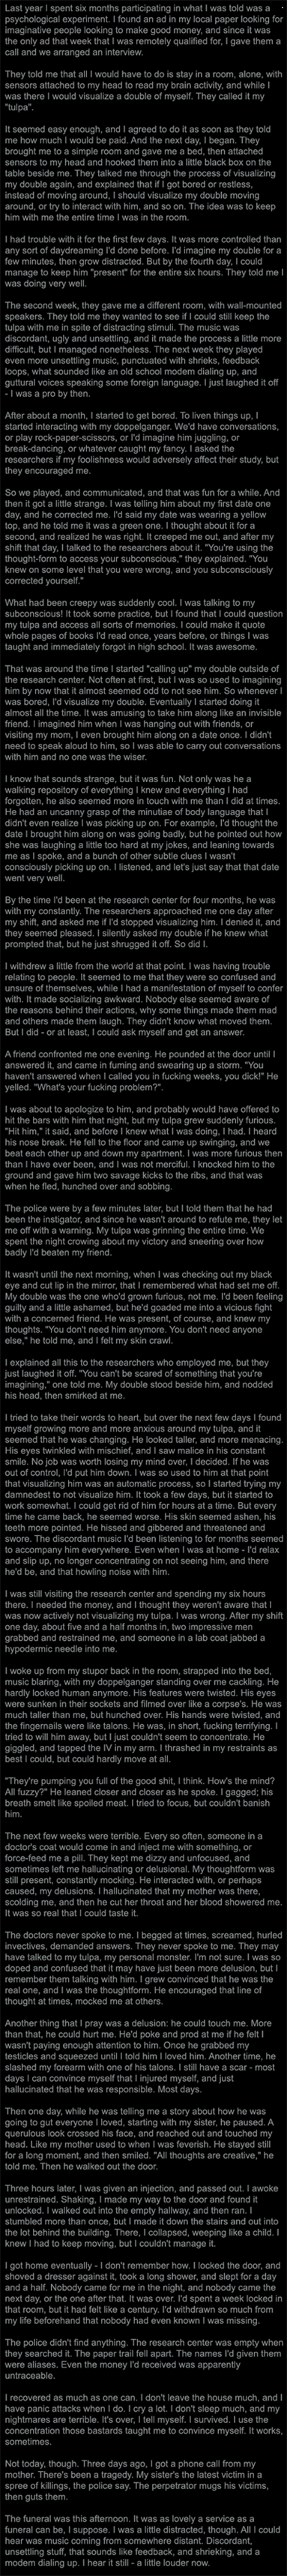 Last year I spent six months participating in what I was told was a
psychological experiment. I found an ad in my local paper looking for
imaginative people looking to make good money, and since it was
the only ad that week that I was remotely qualified for, I gave them a
call and we arranged an interview.

They told me that all I would have to do is stay in a room, alone, with
sensors attached to my head to read my brain activity, and while I
was there I would visualize a double of myself. They called it my
"tulpa".

It seemed easy enough, and I agreed to do it as soon as they told
me how much I would be paid. And the next day, I began. They
brought me to a simple room and gave me a bed, then attached
sensors to my head and hooked them into a little black box on the
table beside me. They talked me through the process of visualizing
my double again, and explained that if I got bored or restless,
instead of moving around, I should visualize my double moving
around, or try to interact with him, and so on. The idea was to keep
him with me the entire time I was in the room.

I had trouble with it for the first few days. It was more controlled than
any sort of daydreaming I'd done before. I'd imagine my double for a
few minutes, then grow distracted. But by the fourth day, I could
manage to keep him "present" for the entire six hours. They told me I
was doing very well.

The second week, they gave me a different room, with wall-mounted
speakers. They told me they wanted to see if I could still keep the
tulpa with me in spite of distracting stimuli. The music was
discordant, ugly and unsettling, and it made the process a little more
difficult, but I managed nonetheless. The next week they played
even more unsettling music, punctuated with shrieks, feedback
loops, what sounded like an old school modem dialing up, and
guttural voices speaking some foreign language. I just laughed it off
- I was a pro by then.

After about a month, I started to get bored. To liven things up, I
started interacting with my doppelganger. We'd have conversations,
or play rock-paper-scissors, or I'd imagine him juggling, or
break-dancing, or whatever caught my fancy. I asked the
researchers if my foolishness would adversely affect their study, but
they encouraged me.

So we played, and communicated, and that was fun for a while. And
then it got a little strange. I was telling him about my first date one
day, and he corrected me. I'd said my date was wearing a yellow
top, and he told me it was a green one. I thought about it for a
second, and realized he was right. It creeped me out, and after my
shift that day, I talked to the researchers about it. "You're using the
thought-form to access your subconscious," they explained. "You
knew on some level that you were wrong, and you subconsciously
corrected yourself."

What had been creepy was suddenly cool. I was talking to my
subconscious! It took some practice, but I found that I could question
my tulpa and access all sorts of memories. I could make it quote
whole pages of books I'd read once, years before, or things I was
taught and immediately forgot in high school. It was awesome.

That was around the time I started "calling up" my double outside of
the research center. Not often at first, but I was so used to imagining
him by now that it almost seemed odd to not see him. So whenever I
was bored, I'd visualize my double. Eventually I started doing it
almost all the time. It was amusing to take him along like an invisible
friend. I imagined him when I was hanging out with friends, or
visiting my mom, I even brought him along on a date once. I didn't
need to speak aloud to him, so I was able to carry out conversations
with him and no one was the wiser.

I know that sounds strange, but it was fun. Not only was he a
walking repository of everything I knew and everything I had
forgotten, he also seemed more in touch with me than I did at times.
He had an uncanny grasp of the minutiae of body language that I
didn't even realize I was picking up on. For example, I'd thought the
date I brought him along on was going badly, but he pointed out how
she was laughing a little too hard at my jokes, and leaning towards
me as I spoke, and a bunch of other subtle clues I wasn't
consciously picking up on. I listened, and let's just say that that date
went very well.

By the time I'd been at the research center for four months, he was
with my constantly. The researchers approached me one day after
my shift, and asked me if I'd stopped visualizing him. I denied it, and
they seemed pleased. I silently asked my double if he knew what
prompted that, but he just shrugged it off. So did I.

I withdrew a little from the world at that point. I was having trouble
relating to people. It seemed to me that they were so confused and
unsure of themselves, while I had a manifestation of myself to confer
with. It made socializing awkward. Nobody else seemed aware of
the reasons behind their actions, why some things made them mad
and others made them laugh. They didn't know what moved them.
But I did - or at least, I could ask myself and get an answer.

A friend confronted me one evening. He pounded at the door until I
answered it, and came in fuming and swearing up a storm. "You
haven't answered when I called you in fucking weeks, you dick!" He
yelled. "What's your fucking problem?".

I was about to apologize to him, and probably would have offered to
hit the bars with him that night, but my tulpa grew suddenly furious.
"Hit him," it said, and before I knew what I was doing, I had. I heard
his nose break. He fell to the floor and came up swinging, and we
beat each other up and down my apartment. I was more furious then
than I have ever been, and I was not merciful. I knocked him to the
ground and gave him two savage kicks to the ribs, and that was
when he fled, hunched over and sobbing.

The police were by a few minutes later, but I told them that he had
been the instigator, and since he wasn't around to refute me, they let
me off with a warning. My tulpa was grinning the entire time. We
spent the night crowing about my victory and sneering over how
badly I'd beaten my friend.

It wasn't until the next morning, when I was checking out my black
eye and cut lip in the mirror, that I remembered what had set me off.
My double was the one who'd grown furious, not me. I'd been feeling
guilty and a little ashamed, but he'd goaded me into a vicious fight
with a concerned friend. He was present, of course, and knew my
thoughts. "You don't need him anymore. You don't need anyone
else," he told me, and I felt my skin crawl.

I explained all this to the researchers who employed me, but they
just laughed it off. "You can't be scared of something that you're
imagining," one told me. My double stood beside him, and nodded
his head, then smirked at me.

I tried to take their words to heart, but over the next few days I found
myself growing more and more anxious around my tulpa, and it
seemed that he was changing. He looked taller, and more menacing.
His eyes twinkled with mischief, and I saw malice in his constant
smile. No job was worth losing my mind over, I decided. If he was
out of control, I'd put him down. I was so used to him at that point
that visualizing him was an automatic process, so I started trying my
damnedest to not visualize him. It took a few days, but it started to
work somewhat. I could get rid of him for hours at a time. But every
time he came back, he seemed worse. His skin seemed ashen, his
teeth more pointed. He hissed and gibbered and threatened and
swore. The discordant music I'd been listening to for months seemed
to accompany him everywhere. Even when I was at home - I'd relax
and slip up, no longer concentrating on not seeing him, and there
he'd be, and that howling noise with him.

I was still visiting the research center and spending my six hours
there. I needed the money, and I thought they weren't aware that I
was now actively not visualizing my tulpa. I was wrong. After my shift
one day, about five and a half months in, two impressive men
grabbed and restrained me, and someone in a lab coat jabbed a
hypodermic needle into me.

I woke up from my stupor back in the room, strapped into the bed,
music blaring, with my doppelganger standing over me cackling. He
hardly looked human anymore. His features were twisted. His eyes
were sunken in their sockets and filmed over like a corpse's. He was
much taller than me, but hunched over. His hands were twisted, and
the fingernails were like talons. He was, in short, fucking terrifying. I
tried to will him away, but I just couldn't seem to concentrate. He
giggled, and tapped the IV in my arm. I thrashed in my restraints as
best I could, but could hardly move at all.

"They're pumping you full of the good shit, I think. How's the mind?
All fuzzy?" He leaned closer and closer as he spoke. I gagged; his
breath smelt like spoiled meat. I tried to focus, but couldn't banish
him.

The next few weeks were terrible. Every so often, someone in a
doctor's coat would come in and inject me with something, or
force-feed me a pill. They kept me dizzy and unfocused, and
sometimes left me hallucinating or delusional. My thoughtform was
still present, constantly mocking. He interacted with, or perhaps
caused, my delusions. I hallucinated that my mother was there,
scolding me, and then he cut her throat and her blood showered me.
It was so real that I could taste it.

The doctors never spoke to me. I begged at times, screamed, hurled
invectives, demanded answers. They never spoke to me. They may
have talked to my tulpa, my personal monster. I'm not sure. I was so
doped and confused that it may have just been more delusion, but I
remember them talking with him. I grew convinced that he was the
real one, and I was the thoughtform. He encouraged that line of
thought at times, mocked me at others.

Another thing that I pray was a delusion: he could touch me. More
than that, he could hurt me. He'd poke and prod at me if he felt I
wasn't paying enough attention to him. Once he grabbed my
testicles and squeezed until I told him I loved him. Another time, he
slashed my forearm with one of his talons. I still have a scar - most
days I can convince myself that I injured myself, and just
hallucinated that he was responsible. Most days.

Then one day, while he was telling me a story about how he was
going to gut everyone I loved, starting with my sister, he paused. A
querulous look crossed his face, and reached out and touched my
head. Like my mother used to when I was feverish. He stayed still
for a long moment, and then smiled. "All thoughts are creative," he
told me. Then he walked out the door.

Three hours later, I was given an injection, and passed out. I awoke
unrestrained. Shaking, I made my way to the door and found it
unlocked. I walked out into the empty hallway, and then ran. I
stumbled more than once, but I made it down the stairs and out into
the lot behind the building. There, I collapsed, weeping like a child. I
knew I had to keep moving, but I couldn't manage it.

I got home eventually - I don't remember how. I locked the door, and
shoved a dresser against it, took a long shower, and slept for a day
and a half. Nobody came for me in the night, and nobody came the
next day, or the one after that. It was over. I'd spent a week locked in
that room, but it had felt like a century. I'd withdrawn so much from
my life beforehand that nobody had even known I was missing.

The police didn't find anything. The research center was empty when
they searched it. The paper trail fell apart. The names I'd given them
were aliases. Even the money I'd received was apparently
untraceable.

I recovered as much as one can. I don't leave the house much, and I
have panic attacks when I do. I cry a lot. I don't sleep much, and my
nightmares are terrible. It's over, I tell myself. I survived. I use the
concentration those bastards taught me to convince myself. It works,
sometimes.

Not today, though. Three days ago, I got a phone call from my
mother. There's been a tragedy. My sister's the latest victim in a
spree of killings, the police say. The perpetrator mugs his victims,
then guts them.

The funeral was this afternoon. It was as lovely a service as a
funeral can be, I suppose. I was a little distracted, though. All I could
hear was music coming from somewhere distant. Discordant,
unsettling stuff, that sounds like feedback, and shrieking, and a
modem dialing up. I hear it still - a little louder now.